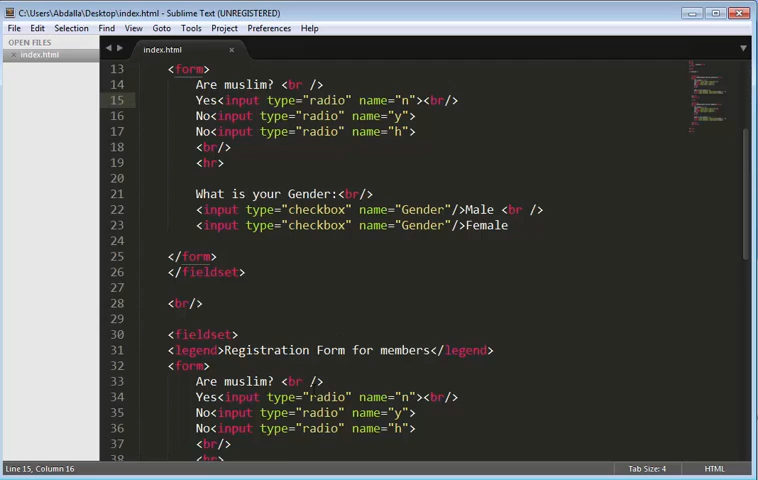 C:\Users\Abdalla\Desktop\index.html - Sublime Text (UNREGISTERED)
File Edit Selection Find View Goto Tools Project Preferences Help
OPEN FILES
index.html
index.html
13 <form>
14 Are muslim? <br />
15 Yes<input type="radio" name="n"><br/>
16 No<input type="radio" name="y">
17 No<input type="radio" name="h">
18 <br/>
19 <hr>
20
21 What is your Gender:<br/>
22 <input type="checkbox" name="Gender"/>Male <br />
23 <input type="checkbox" name="Gender"/>Female
24
25 </form>
26 </fieldset>
27
28 <br/>
29
30 <fieldset>
31 <legend>Registration Form for members</legend>
32 <form>
33 Are muslim? <br />
34 Yes<input type="radio" name="n"><br/>
35 No<input type="radio" name="y">
36 No<input type="radio" name="h">
37 <br/>
38 <hr>
Line 15, Column 16 Tab Size: 4 HTML